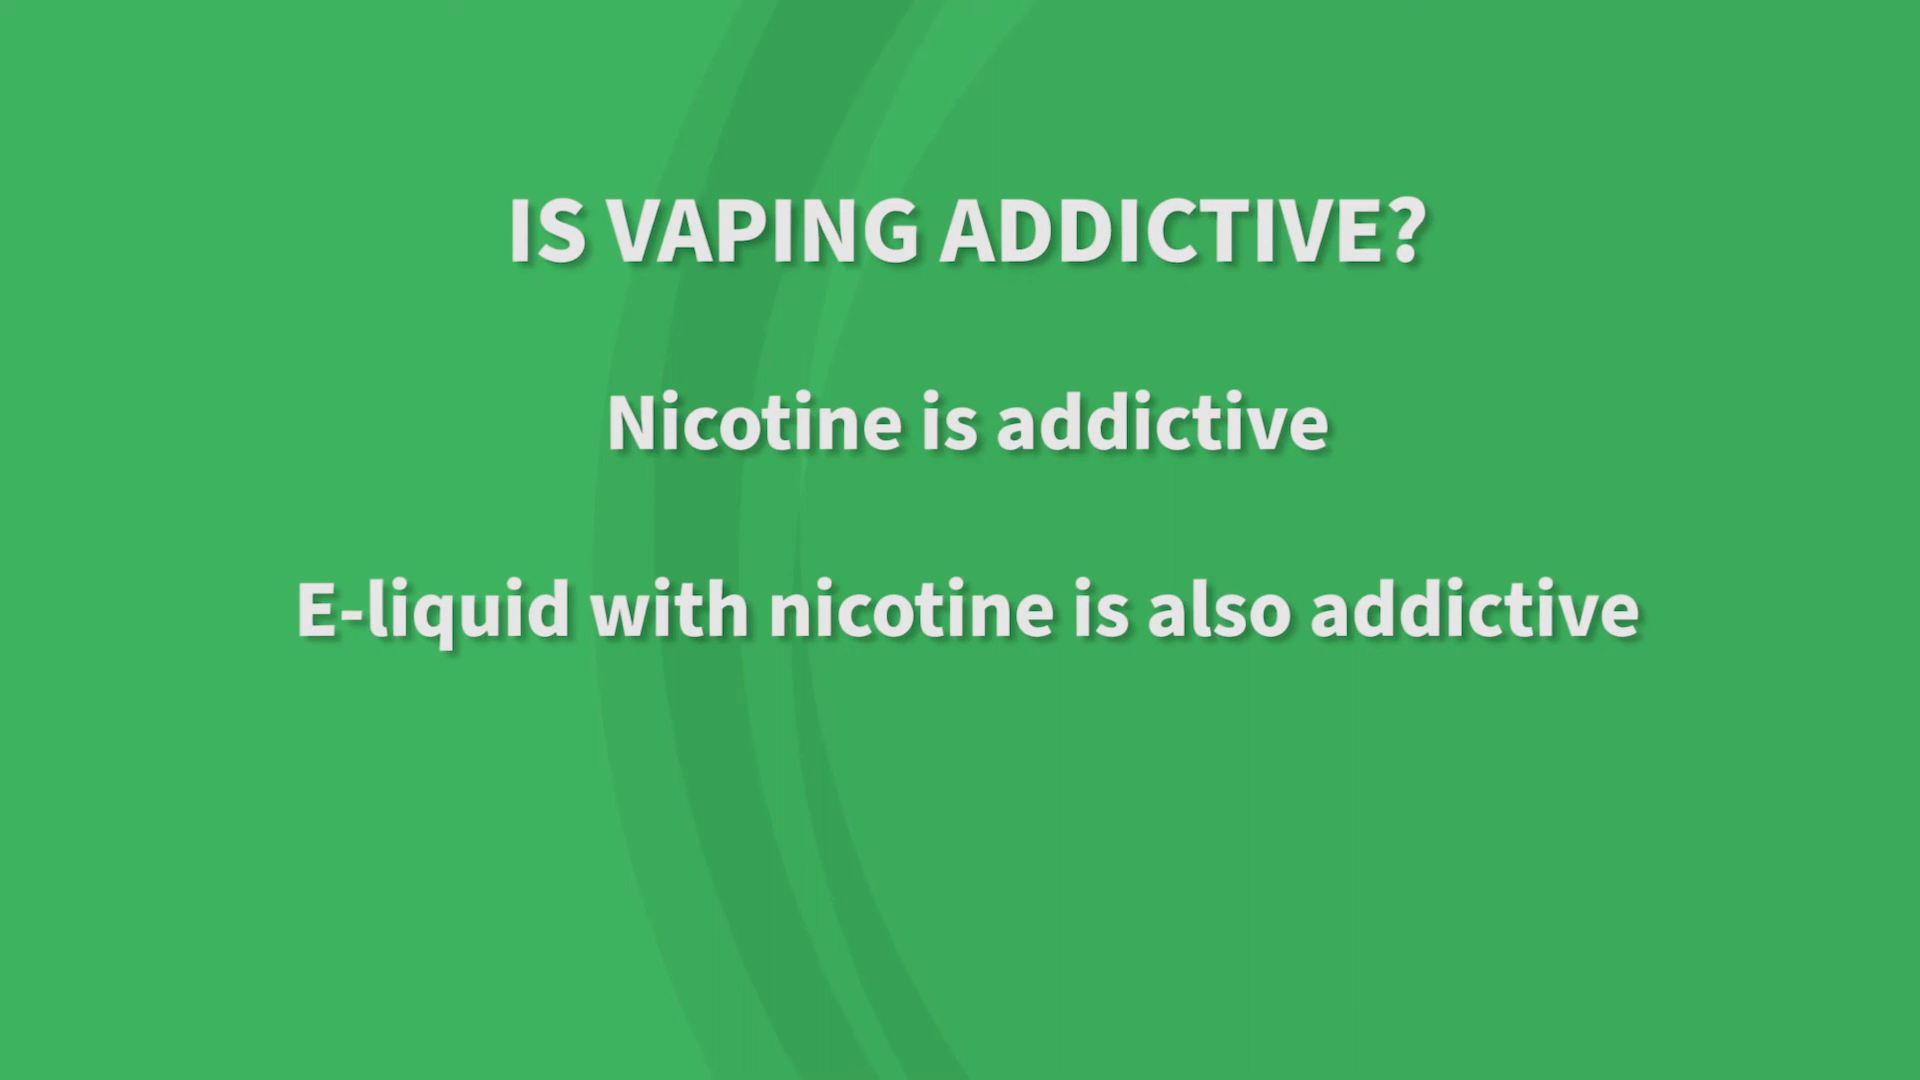 IS VAPING ADDICTIVE?
Nicotine is addictive
E-liquid with nicotine is also addictive